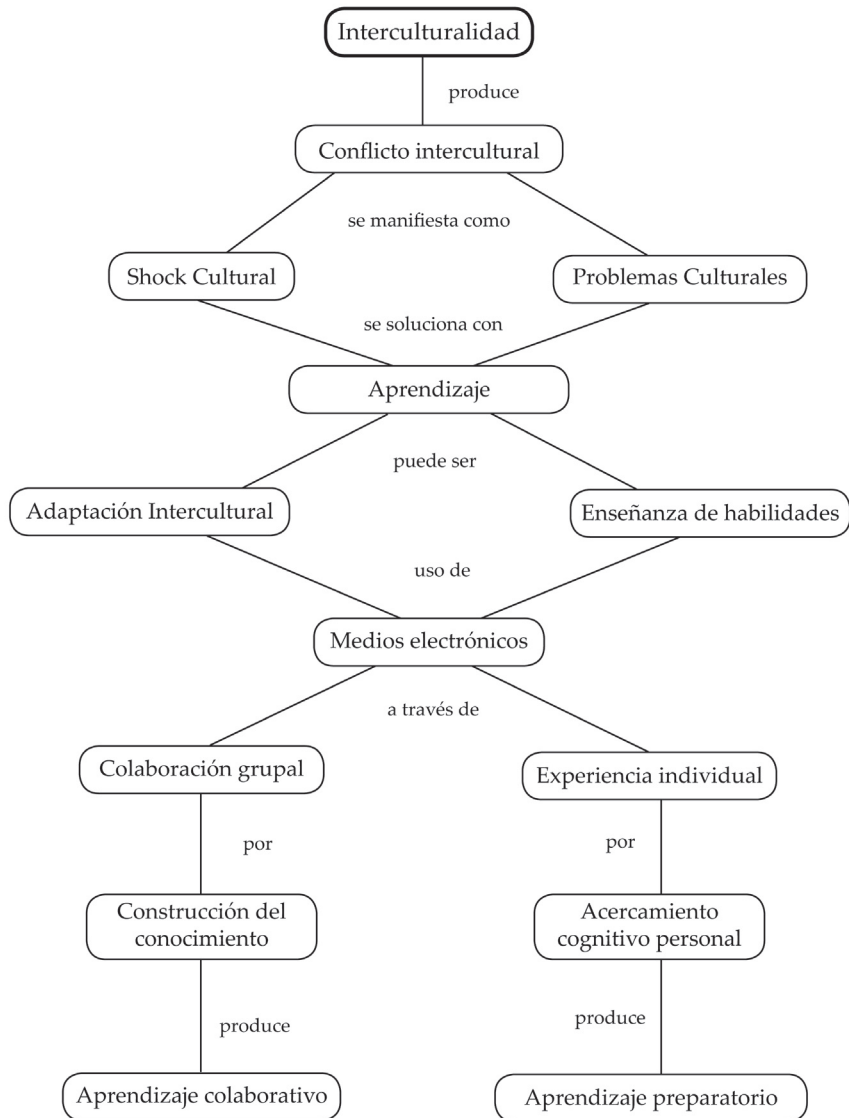 Interculturalidad
produce
Conflicto intercultural
se manifiesta como
Shock Cultural
Problemas Culturales
se soluciona con
Aprendizaje
puede ser
Adaptación Intercultural
Enseñanza de habilidades
uso de
Medios electrónicos
a través de
Colaboración grupal
Experiencia individual
por
por
Construcción del
conocimiento
Acercamiento
cognitivo personal
produce
produce
Aprendizaje colaborativo
Aprendizaje preparatorio